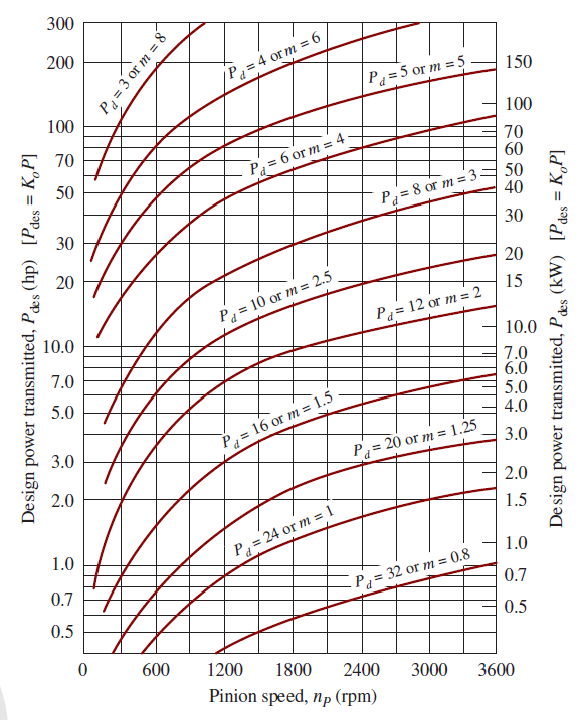 300
200
100
70
50
30
20
10.0
7.0
5.0
3.0
2.0
1.0
0.7
0.5
Design power transmitted, P_des (hp) [P_des = K_oP]
P_d = 3 or m = 8
P_d = 4 or m = 6
P_d = 5 or m = 5
P_d = 6 or m = 4
P_d = 8 or m = 3
P_d = 10 or m = 2.5
P_d = 12 or m = 2
P_d = 16 or m = 1.5
P_d = 20 or m = 1.25
P_d = 24 or m = 1
P_d = 32 or m = 0.8
150
100
70
60
50
40
30
20
15
10.0
7.0
6.0
5.0
4.0
3.0
2.0
1.5
1.0
0.7
0.5
Design power transmitted, P_des (kW) [P_des = K_oP]
0 600 1200 1800 2400 3000 3600
Pinion speed, n_P (rpm)